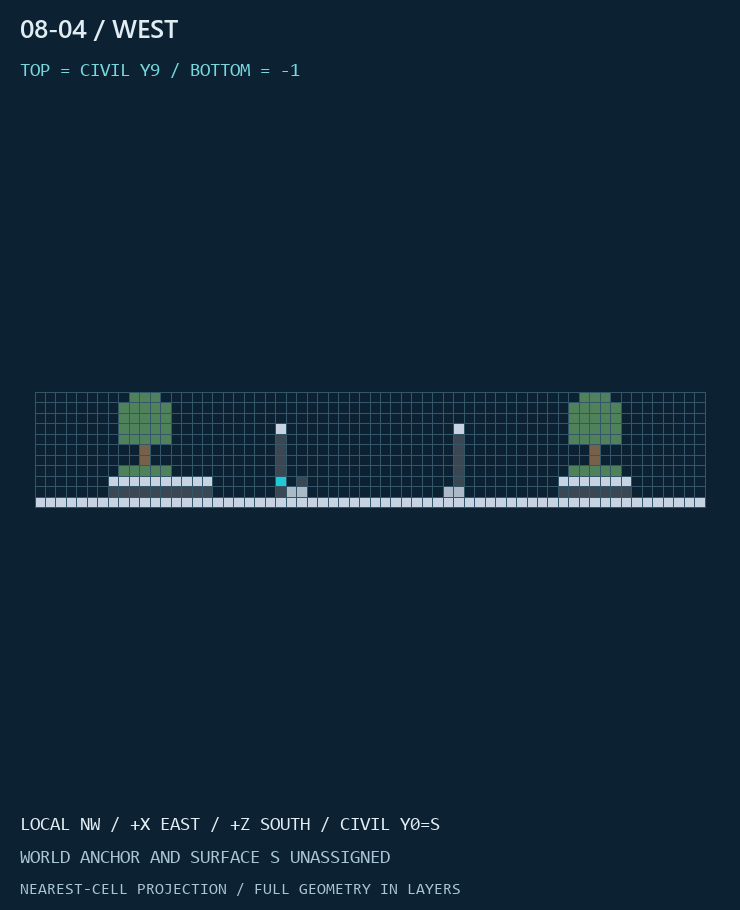 08-04 / WEST
TOP = CIVIL Y9 / BOTTOM = -1
LOCAL NW / +X EAST / +Z SOUTH / CIVIL Y0=S
WORLD ANCHOR AND SURFACE S UNASSIGNED
NEAREST-CELL PROJECTION / FULL GEOMETRY IN LAYERS